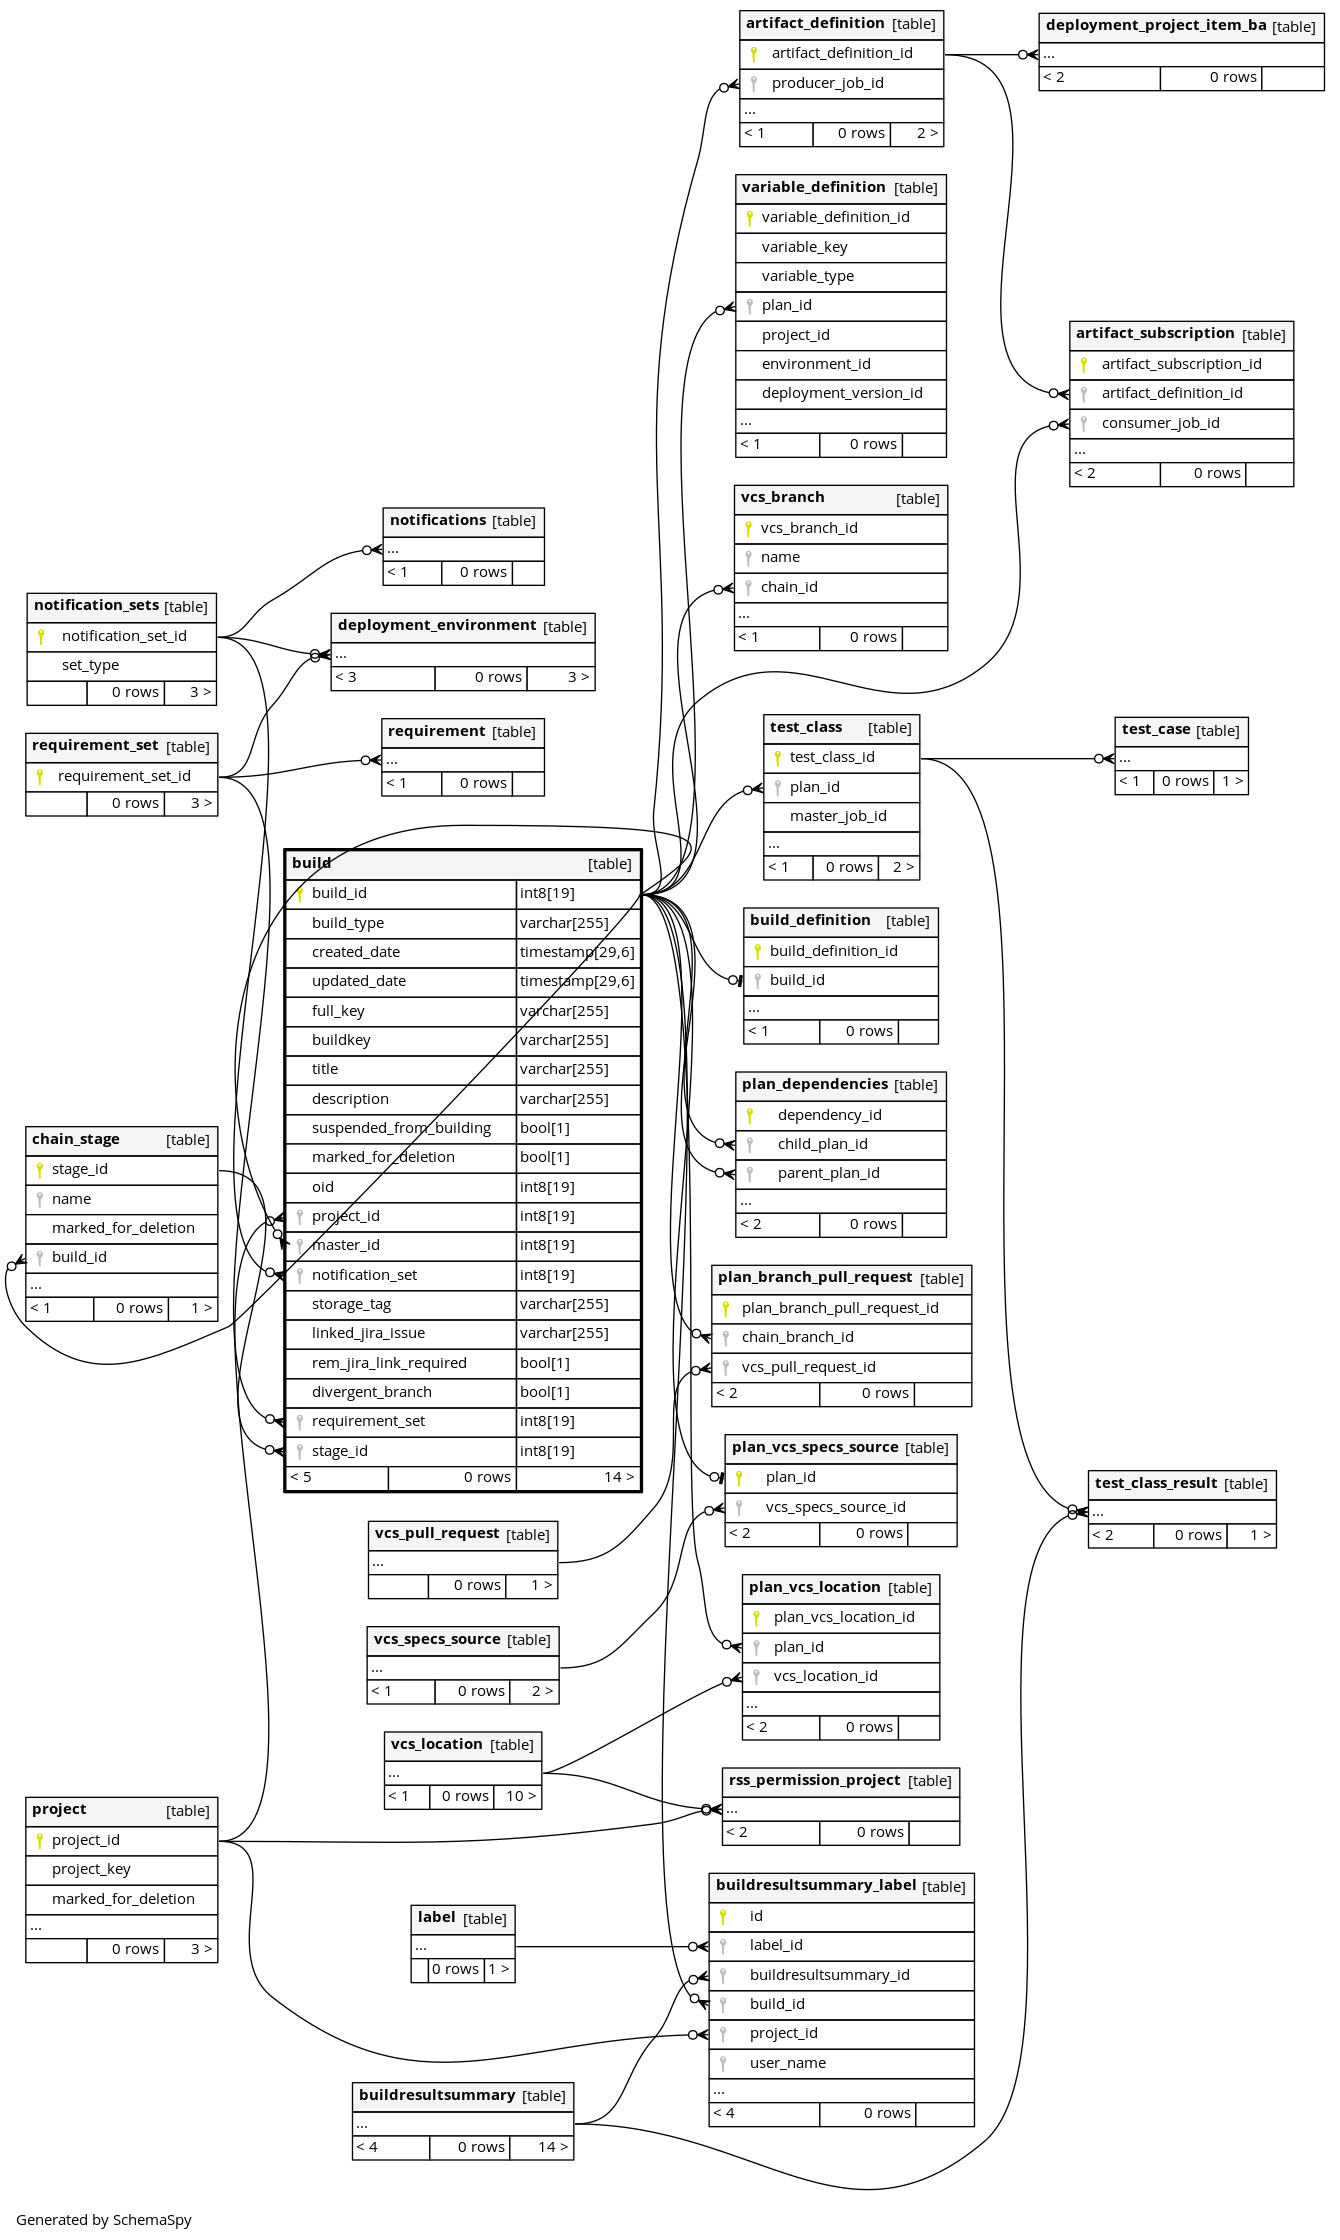 artifact_definition [table]
artifact_definition_id
producer_job_id
...
< 1 0 rows 2 >
deployment_project_item_ba [table]
...
< 2 0 rows
variable_definition [table]
variable_definition_id
variable_key
variable_type
plan_id
project_id
environment_id
deployment_version_id
...
< 1 0 rows
artifact_subscription [table]
artifact_subscription_id
artifact_definition_id
consumer_job_id
...
< 2 0 rows
vcs_branch [table]
vcs_branch_id
name
chain_id
...
< 1 0 rows
notifications [table]
...
< 1 0 rows
notification_sets [table]
notification_set_id
set_type
0 rows 3 >
deployment_environment [table]
...
< 3 0 rows 3 >
requirement_set [table]
requirement_set_id
0 rows 3 >
requirement [table]
...
< 1 0 rows
test_class [table]
test_class_id
plan_id
master_job_id
...
< 1 0 rows 2 >
test_case [table]
...
< 1 0 rows 1 >
build [table]
build_id int8[19]
build_type varchar[255]
created_date timestamp[29,6]
updated_date timestamp[29,6]
full_key varchar[255]
buildkey varchar[255]
title varchar[255]
description varchar[255]
suspended_from_building bool[1]
marked_for_deletion bool[1]
oid int8[19]
project_id int8[19]
master_id int8[19]
notification_set int8[19]
storage_tag varchar[255]
linked_jira_issue varchar[255]
rem_jira_link_required bool[1]
divergent_branch bool[1]
requirement_set int8[19]
stage_id int8[19]
< 5 0 rows 14 >
build_definition [table]
build_definition_id
build_id
...
< 1 0 rows
plan_dependencies [table]
dependency_id
child_plan_id
parent_plan_id
...
< 2 0 rows
chain_stage [table]
stage_id
name
marked_for_deletion
build_id
...
< 1 0 rows 1 >
plan_branch_pull_request [table]
plan_branch_pull_request_id
chain_branch_id
vcs_pull_request_id
< 2 0 rows
plan_vcs_specs_source [table]
plan_id
vcs_specs_source_id
< 2 0 rows
test_class_result [table]
...
< 2 0 rows 1 >
vcs_pull_request [table]
...
0 rows 1 >
plan_vcs_location [table]
plan_vcs_location_id
plan_id
vcs_location_id
...
< 2 0 rows
vcs_specs_source [table]
...
< 1 0 rows 2 >
vcs_location [table]
...
< 1 0 rows 10 >
rss_permission_project [table]
...
< 2 0 rows
project [table]
project_id
project_key
marked_for_deletion
...
0 rows 3 >
label [table]
...
0 rows 1 >
buildresultsummary_label [table]
id
label_id
buildresultsummary_id
build_id
project_id
user_name
...
< 4 0 rows
buildresultsummary [table]
...
< 4 0 rows 14 >
Generated by SchemaSpy